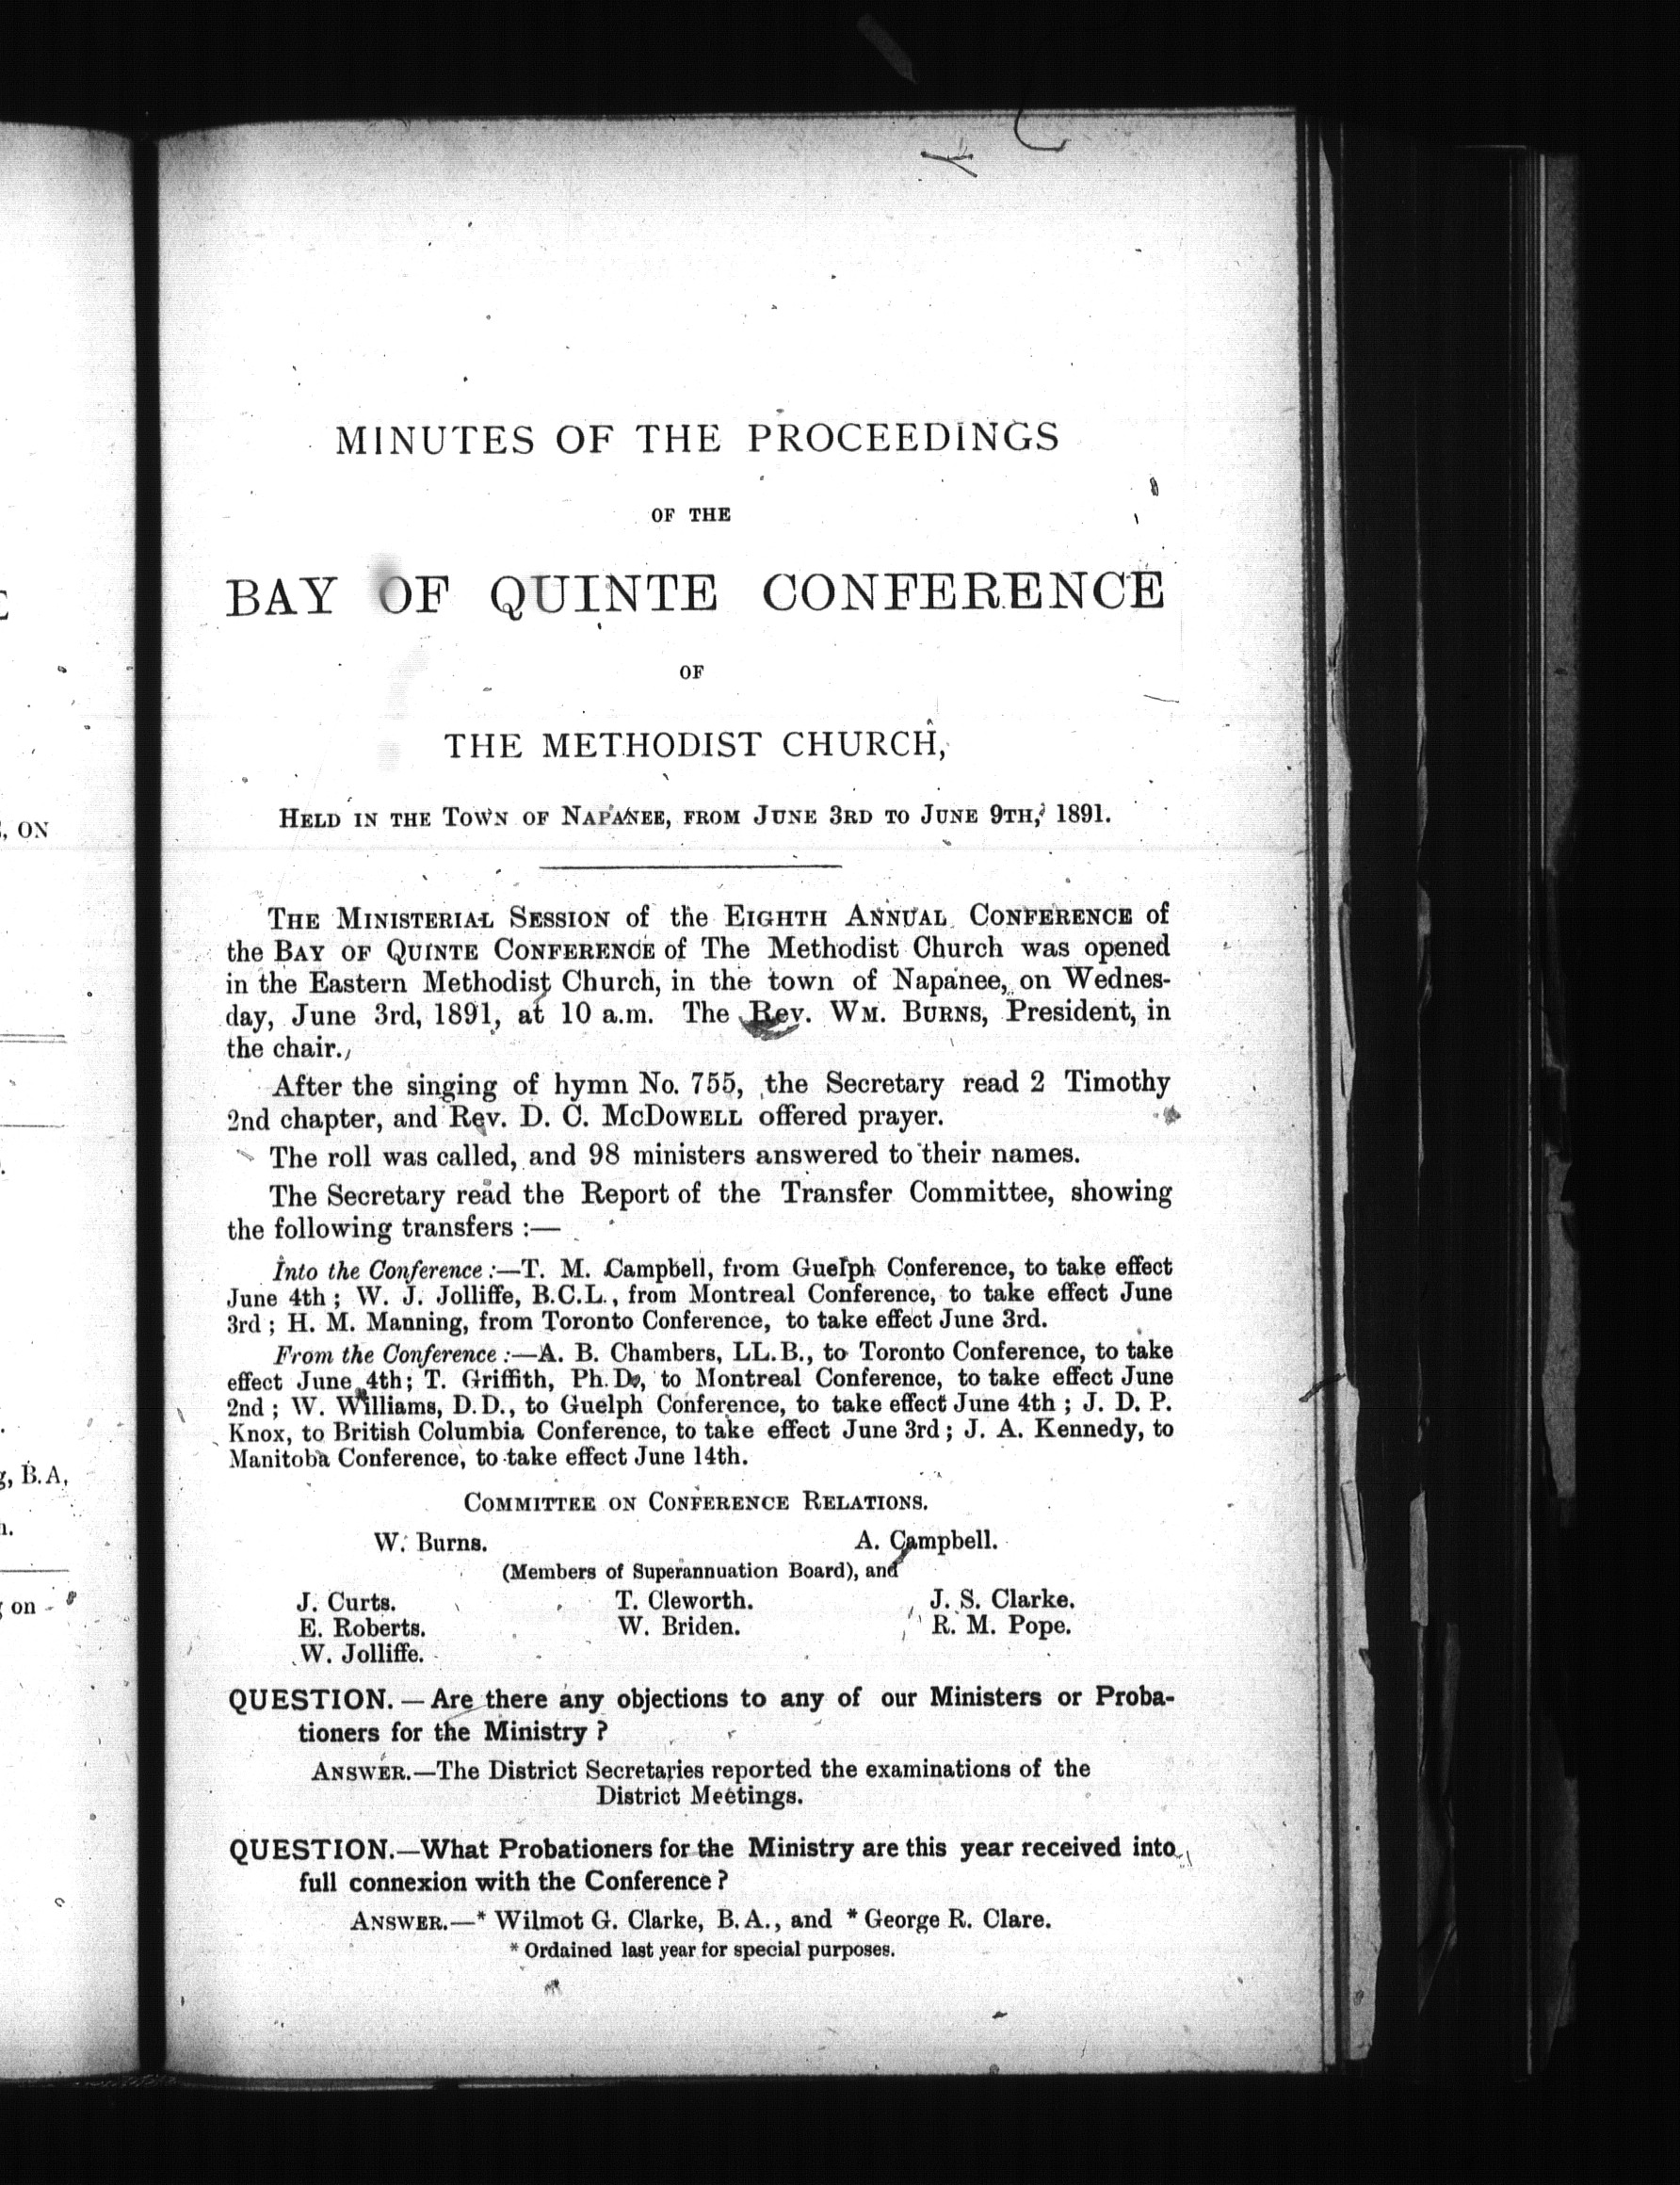 MINUTES OF THE PROCEEDINGS
OF THE
BAY OF QUINTE CONFERENCE
OF
THE METHODIST CHURCH,
HELD IN THE TOWN OF NAPANEE, FROM JUNE 3RD TO JUNE 9TH, 1891.
THE MINISTERIAL SESSION of the EIGHTH ANNUAL CONFERENCE of
the BAY OF QUINTE CONFERENCE of The Methodist Church was opened
in the Eastern Methodist Church, in the town of Napanee, on Wednes-
day, June 3rd, 1891, at 10 a.m. The Rev. WM. BURNS, President, in
the chair.
After the singing of hymn No. 755, the Secretary read 2 Timothy
2nd chapter, and Rev. D. C. MCDOWELL offered prayer.
The roll was called, and 98 ministers answered to their names.
The Secretary read the Report of the Transfer Committee, showing
the following transfers :—
Into the Conference :—T. M. Campbell, from Guelph Conference, to take effect
June 4th ; W. J. Jolliffe, B.C.L., from Montreal Conference, to take effect June
3rd ; H. M. Manning, from Toronto Conference, to take effect June 3rd.
From the Conference :—A. B. Chambers, LL.B., to Toronto Conference, to take
effect June 4th; T. Griffith, Ph.D., to Montreal Conference, to take effect June
2nd ; W. Williams, D.D., to Guelph Conference, to take effect June 4th ; J. D. P.
Knox, to British Columbia Conference, to take effect June 3rd ; J. A. Kennedy, to
Manitoba Conference, to take effect June 14th.
COMMITTEE ON CONFERENCE RELATIONS.
W. Burns. A. Campbell.
(Members of Superannuation Board), and
J. Curts. T. Cleworth. J. S. Clarke.
E. Roberts. W. Briden. R. M. Pope.
W. Jolliffe.
QUESTION. — Are there any objections to any of our Ministers or Proba-
tioners for the Ministry ?
ANSWER.—The District Secretaries reported the examinations of the
District Meetings.
QUESTION.—What Probationers for the Ministry are this year received into
full connexion with the Conference ?
ANSWER.—* Wilmot G. Clarke, B.A., and * George R. Clare.
* Ordained last year for special purposes.
, ON
, B.A,
on